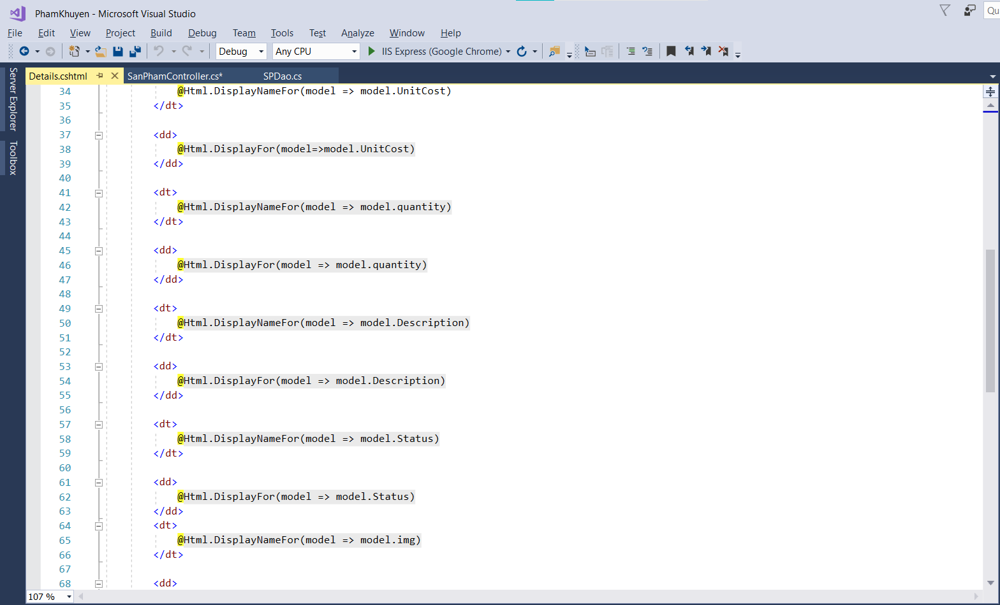 PhamKhuyen - Microsoft Visual Studio
Qu
File Edit View Project Build Debug Team Tools Test Analyze Window Help
Debug Any CPU IIS Express (Google Chrome)
Server Explorer
Toolbox
Details.cshtml SanPhamController.cs* SPDao.cs
34 @Html.DisplayNameFor(model => model.UnitCost)
35 </dt>
36
37 <dd>
38 @Html.DisplayFor(model=>model.UnitCost)
39 </dd>
40
41 <dt>
42 @Html.DisplayNameFor(model => model.quantity)
43 </dt>
44
45 <dd>
46 @Html.DisplayFor(model => model.quantity)
47 </dd>
48
49 <dt>
50 @Html.DisplayNameFor(model => model.Description)
51 </dt>
52
53 <dd>
54 @Html.DisplayFor(model => model.Description)
55 </dd>
56
57 <dt>
58 @Html.DisplayNameFor(model => model.Status)
59 </dt>
60
61 <dd>
62 @Html.DisplayFor(model => model.Status)
63 </dd>
64 <dt>
65 @Html.DisplayNameFor(model => model.img)
66 </dt>
67
68 <dd>
107 %